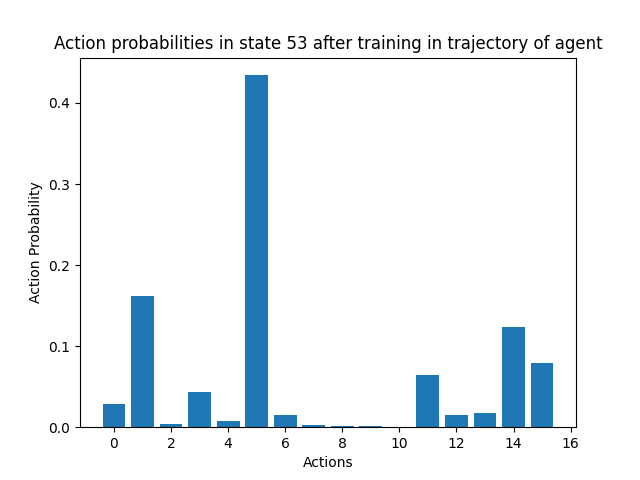 Action probabilities in state 53 after training in trajectory of agent
0.4
0.3
0.2
0.1
0.0
Action Probability
0 2 4 6 8 10 12 14 16
Actions